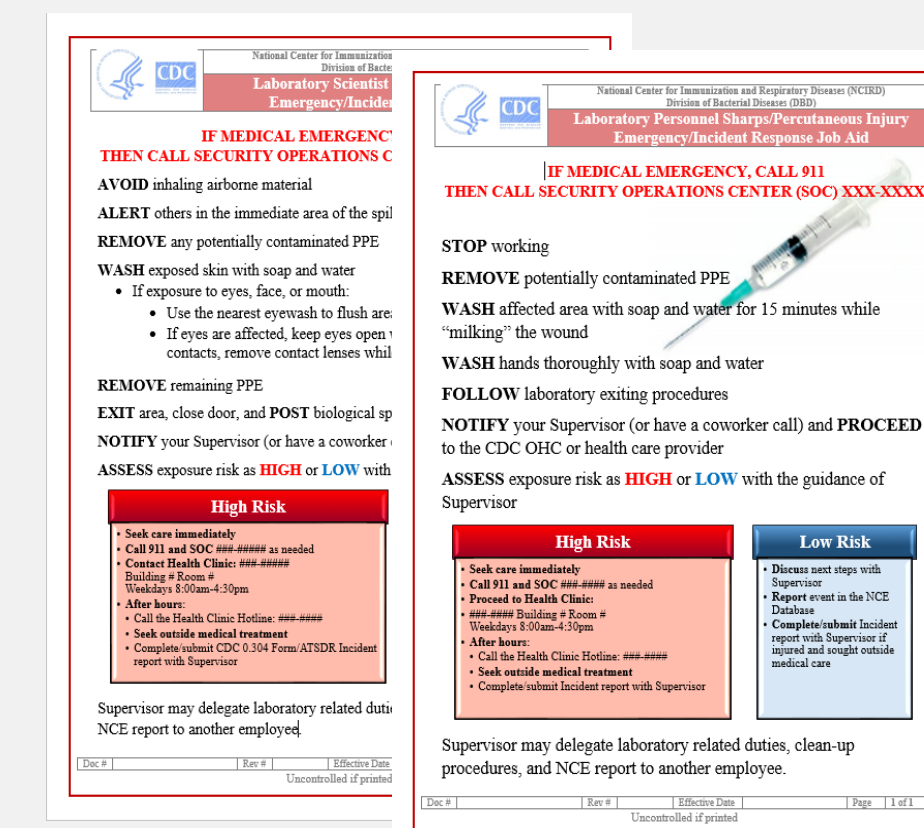 National Center for Immunization
Division of Bacte
Laboratory Scientist
Emergency/Inciden
CDC
IF MEDICAL EMERGENCY
THEN CALL SECURITY OPERATIONS C
AVOID inhaling airborne material
ALERT others in the immediate area of the spil
REMOVE any potentially contaminated PPE
WASH exposed skin with soap and water
• If exposure to eyes, face, or mouth:
• Use the nearest eyewash to flush area
• If eyes are affected, keep eyes open
contacts, remove contact lenses whil
REMOVE remaining PPE
EXIT area, close door, and POST biological sp
NOTIFY your Supervisor (or have a coworker
ASSESS exposure risk as HIGH or LOW with
High Risk
• Seek care immediately
• Call 911 and SOC ###-##### as needed
• Contact Health Clinic: ###-#####
Building # Room #
Weekdays 8:00am-4:30pm
• After hours:
• Call the Health Clinic Hotline: ###-####
• Seek outside medical treatment
• Complete/submit CDC 0.304 Form/ATSDR Incident
report with Supervisor
Supervisor may delegate laboratory related dutie
NCE report to another employee.
Doc # Rev # Effective Date
Uncontrolled if printed
National Center for Immunization and Respiratory Diseases (NCIRD)
Division of Bacterial Diseases (DBD)
CDC
Laboratory Personnel Sharps/Percutaneous Injury
Emergency/Incident Response Job Aid
IF MEDICAL EMERGENCY, CALL 911
THEN CALL SECURITY OPERATIONS CENTER (SOC) XXX-XXXX
STOP working
REMOVE potentially contaminated PPE
WASH affected area with soap and water for 15 minutes while
“milking” the wound
WASH hands thoroughly with soap and water
FOLLOW laboratory exiting procedures
NOTIFY your Supervisor (or have a coworker call) and PROCEED
to the CDC OHC or health care provider
ASSESS exposure risk as HIGH or LOW with the guidance of
Supervisor
High Risk
• Seek care immediately
• Call 911 and SOC ###-#### as needed
• Proceed to Health Clinic:
• ###-#### Building # Room #
Weekdays 8:00am-4:30pm
• After hours:
• Call the Health Clinic Hotline: ###-####
• Seek outside medical treatment
• Complete/submit Incident report with Supervisor
Low Risk
• Discuss next steps with
Supervisor
• Report event in the NCE
Database
• Complete/submit Incident
report with Supervisor if
injured and sought outside
medical care
Supervisor may delegate laboratory related duties, clean-up
procedures, and NCE report to another employee.
Doc # Rev # Effective Date Page 1 of 1
Uncontrolled if printed